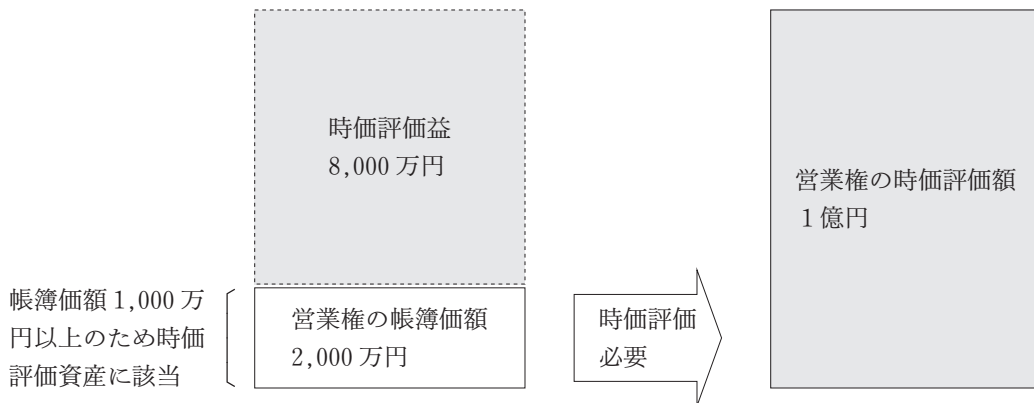 時価評価益
8,000 万円
営業権の時価評価額
１億円
帳簿価額 1,000 万
円以上のため時価
評価資産に該当
営業権の帳簿価額
2,000 万円
時価評価
必要